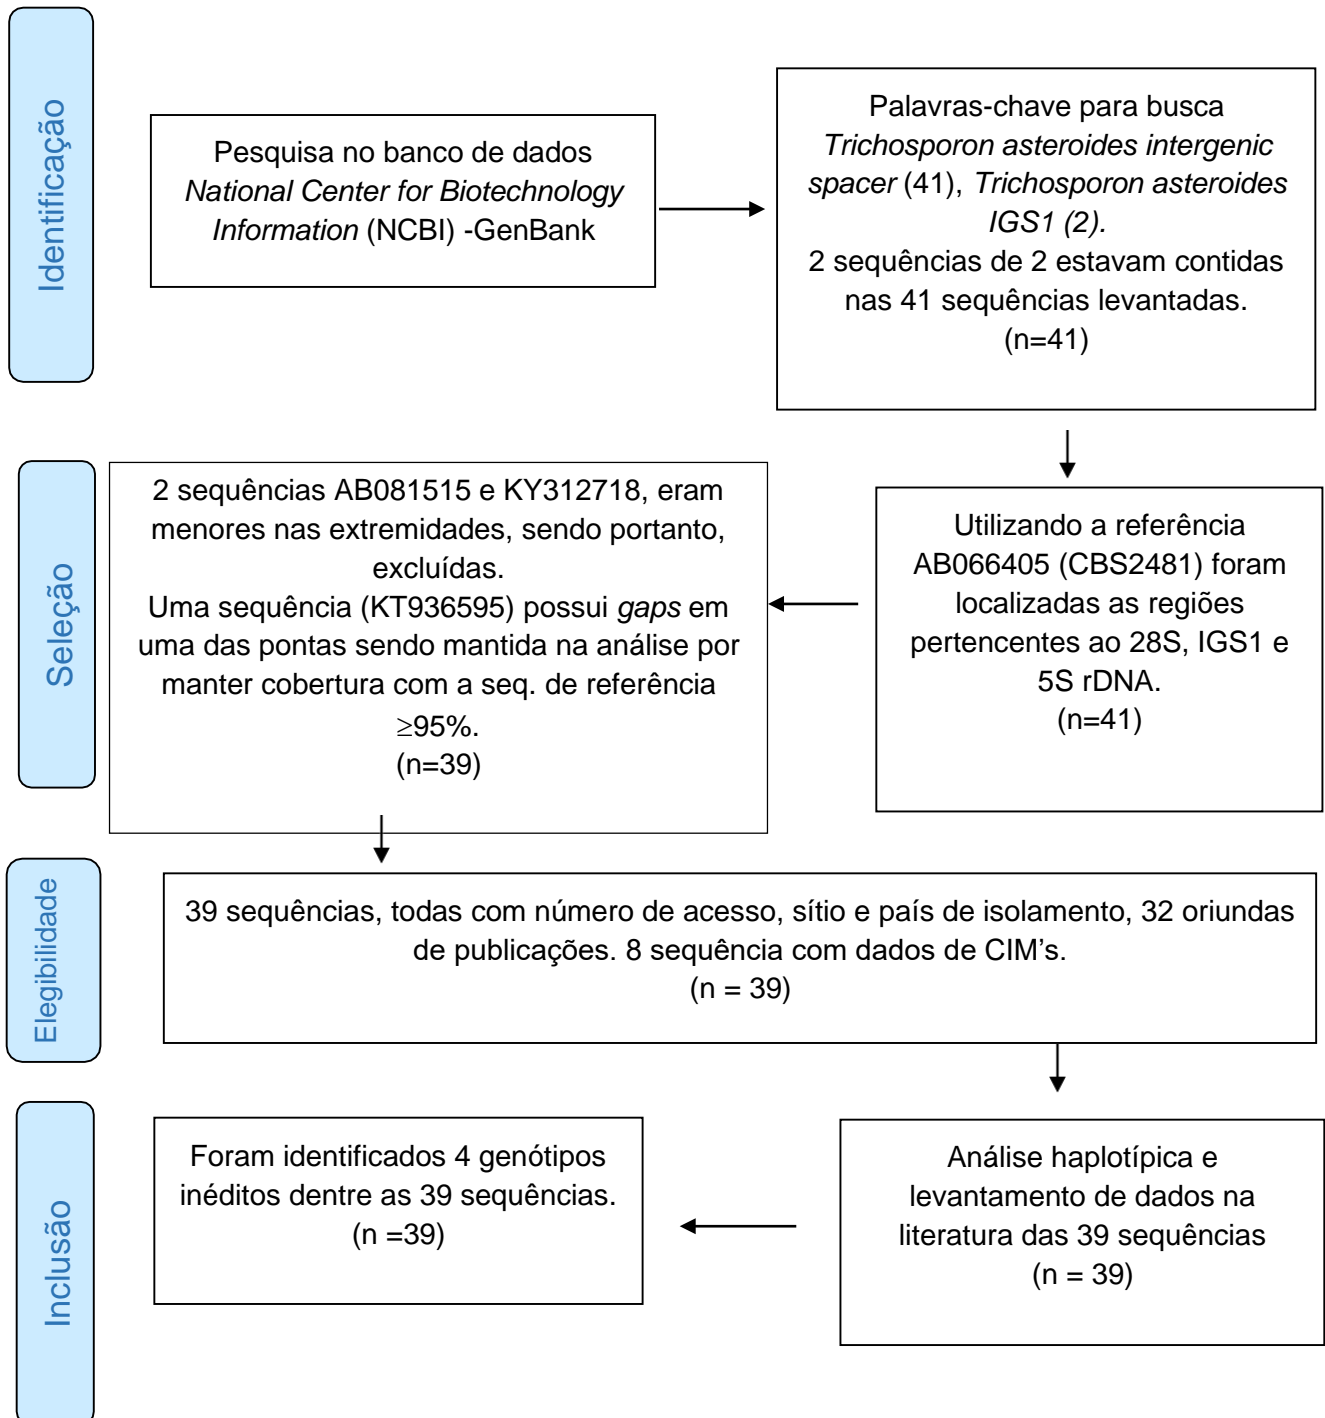 Identificação
Pesquisa no banco de dados
National Center for Biotechnology
Information (NCBI) -GenBank
Palavras-chave para busca
Trichosporon asteroides intergenic
spacer (41), Trichosporon asteroides
IGS1 (2).
2 sequências de 2 estavam contidas
nas 41 sequências levantadas.
(n=41)
Seleção
Utilizando a referência
AB066405 (CBS2481) foram
localizadas as regiões
pertencentes ao 28S, IGS1 e
5S rDNA.
(n=41)
2 sequências AB081515 e KY312718, eram
menores nas extremidades, sendo portanto,
excluídas.
Uma sequência (KT936595) possui gaps em
uma das pontas sendo mantida na análise por
manter cobertura com a seq. de referência
≥95%.
(n=39)
Elegibilidade
39 sequências, todas com número de acesso, sítio e país de isolamento, 32 oriundas
de publicações. 8 sequência com dados de CIM’s.
(n = 39)
Inclusão
Análise haplotípica e
levantamento de dados na
literatura das 39 sequências
(n = 39)
Foram identificados 4 genótipos
inéditos dentre as 39 sequências.
(n =39)